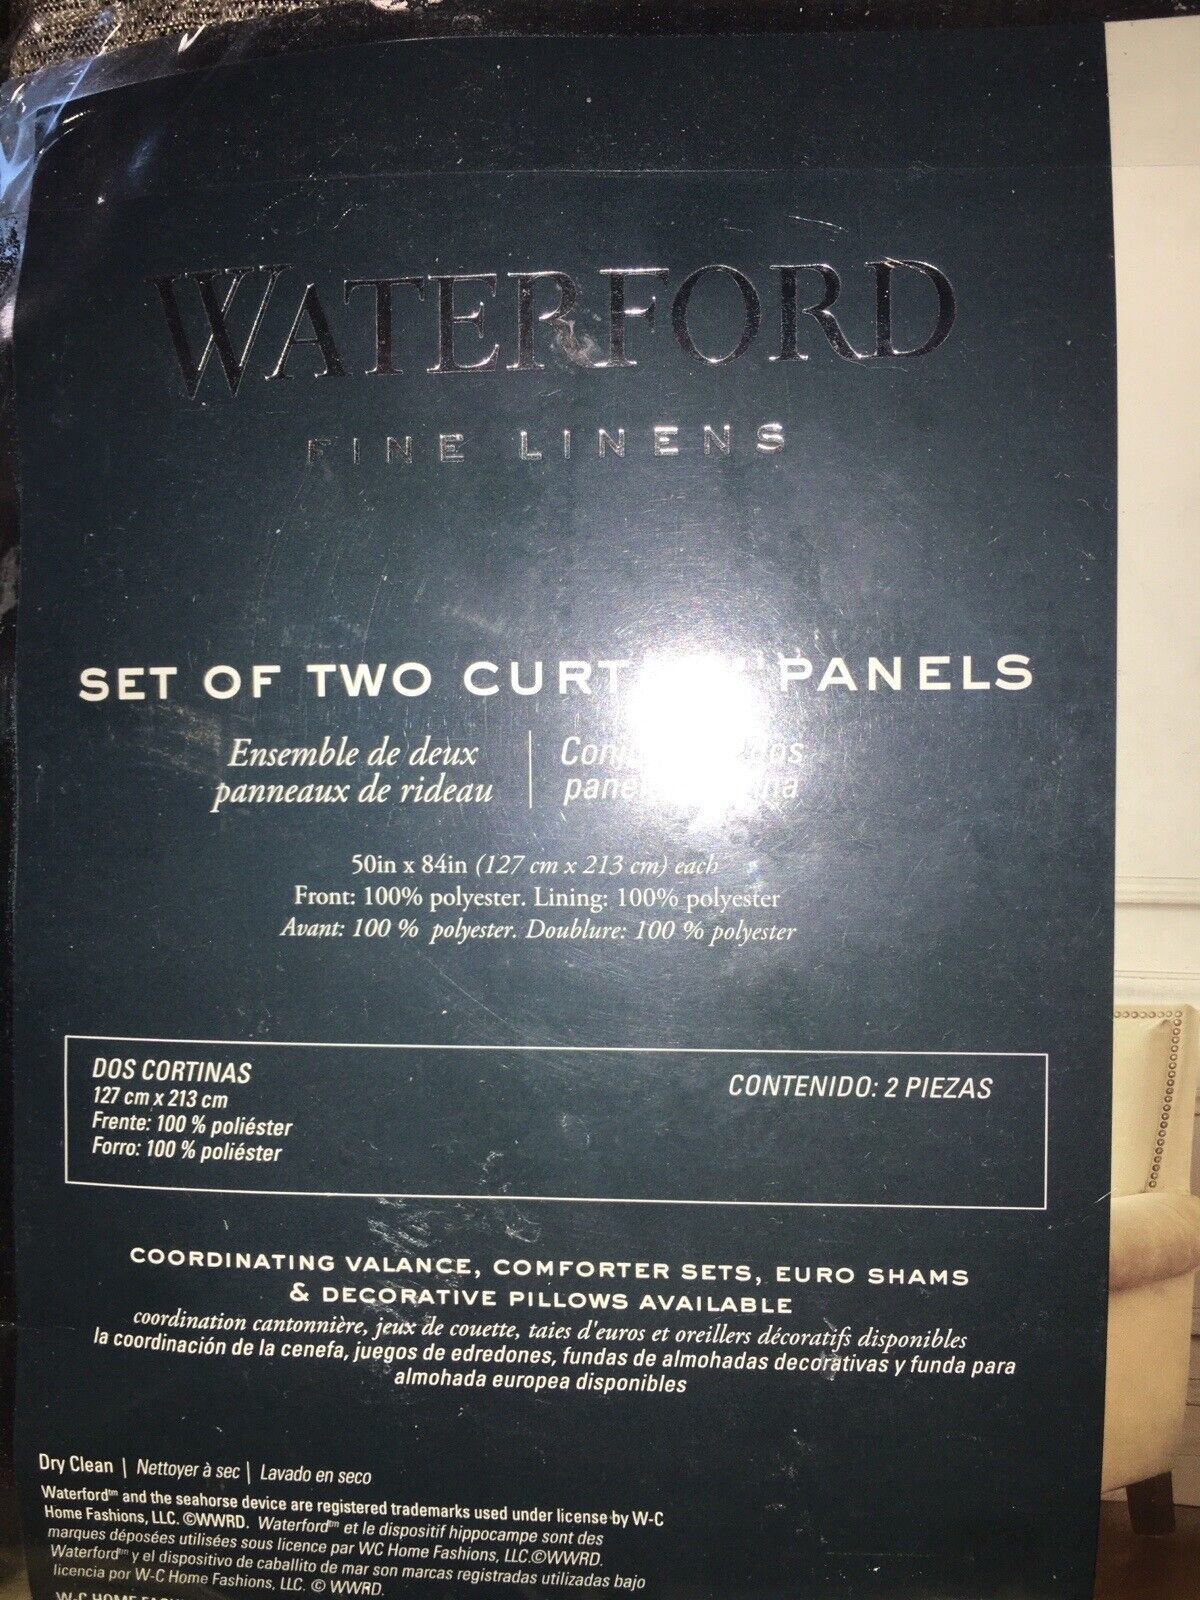 WATERFORD
FINE LINENS
SET OF TWO PANELS
Ensemble de deux
panneaux de rideau
50in x 84in (127 cm x 213 cm) each
Front: 100% polyester. Lining: 100% polyester
Avant: 100 % polyester. Doublure: 100 % polyester
DOS CORTINAS
127 cm x 213 cm
Frente: 100 % poliéster
Forro: 100 % poliéster
CONTENIDO: 2 PIEZAS
COORDINATING VALANCE, COMFORTER SETS, EURO SHAMS
& DECORATIVE PILLOWS AVAILABLE
coordination cantonnière, jeux de couette, taies d'euros et oreillers décoratifs disponibles
la coordinación de la cenefa, juegos de edredones, fundas de almohadas decorativas y funda para
almohada europea disponibles
Dry Clean | Nettoyer à sec | Lavado en seco
Waterford™ and the seahorse device are registered trademarks used under license by W-C
Home Fashions, LLC. ©WWRD. Waterford™ et le dispositif hippocampe sont des
marques déposées utilisées sous licence par WC Home Fashions, LLC.©WWRD.
Waterford™ y el dispositivo de caballito de mar son marcas registradas utilizadas bajo
licencia por W-C Home Fashions, LLC. © WWRD.